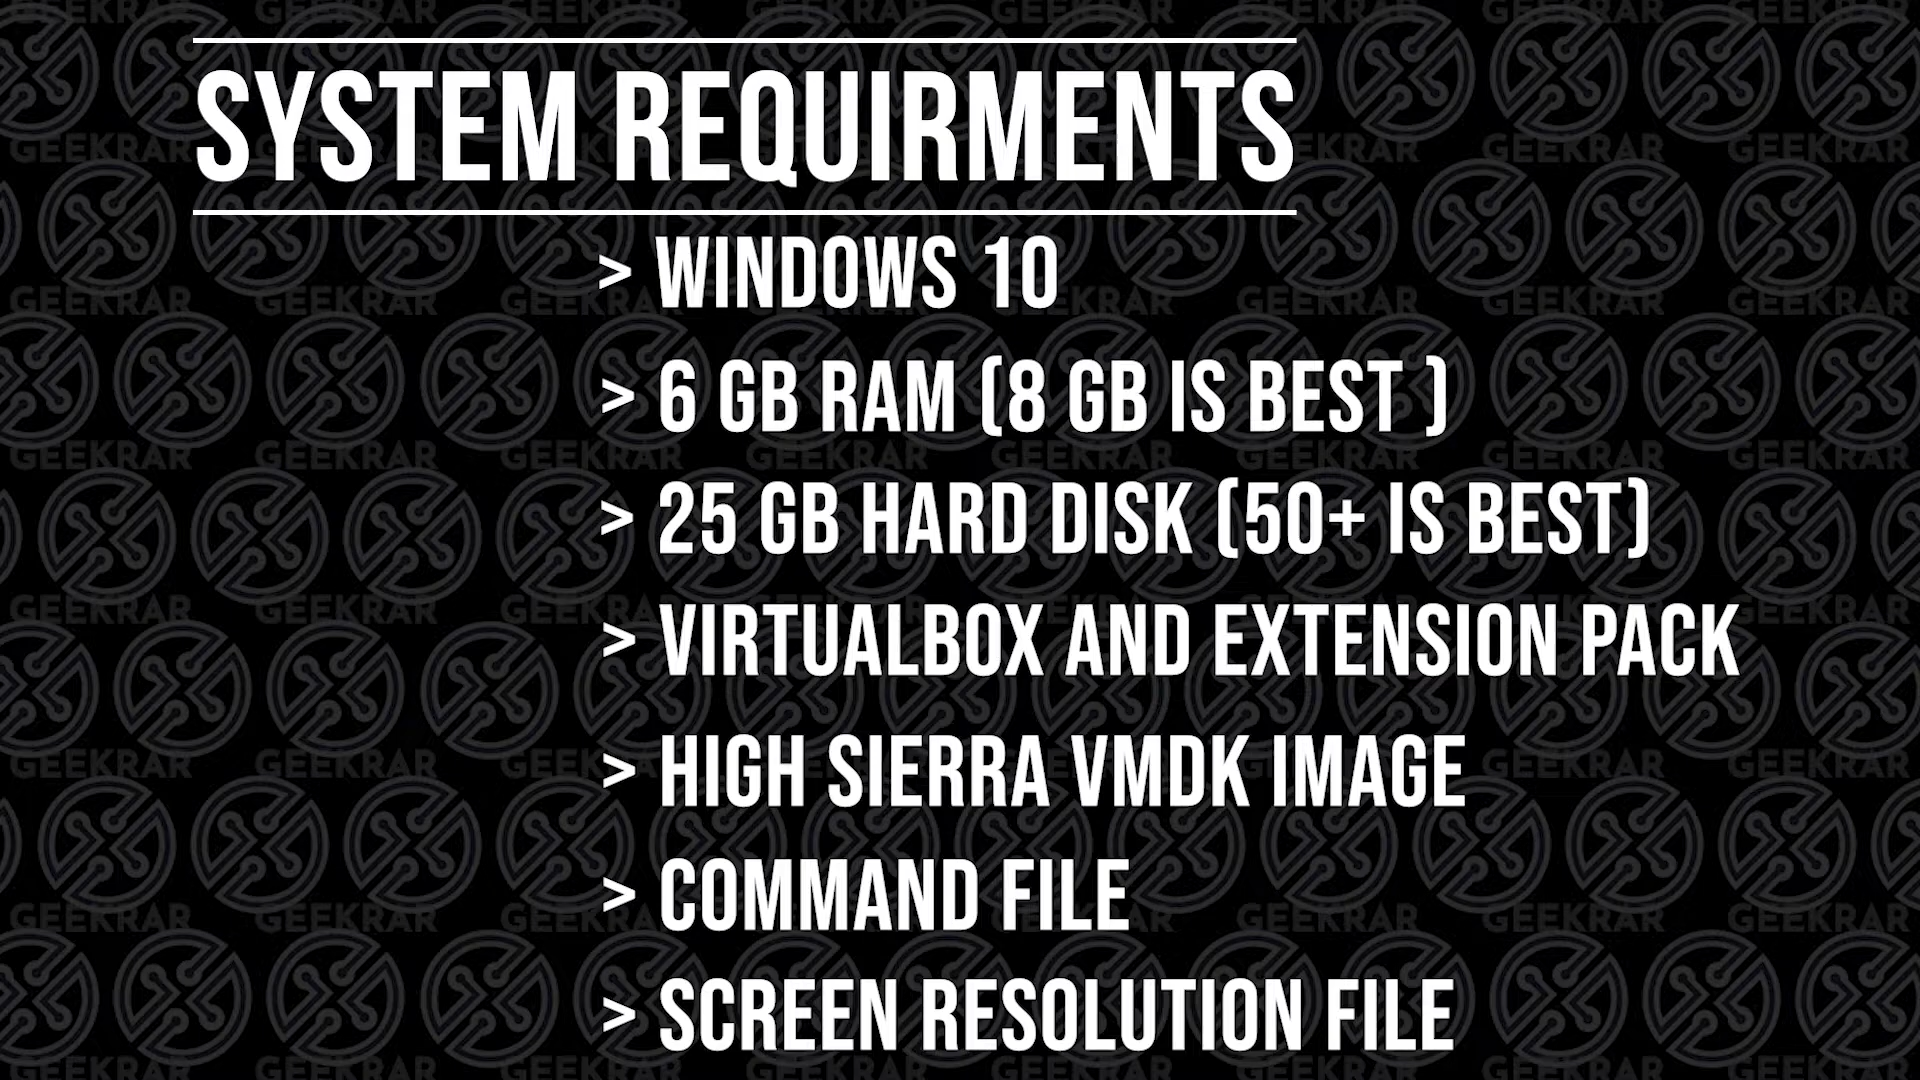 SYSTEM REQUIRMENTS
> WINDOWS 10
> 6 GB RAM (8 GB IS BEST )
> 25 GB HARD DISK (50+ IS BEST)
> VIRTUALBOX AND EXTENSION PACK
> HIGH SIERRA VMDK IMAGE
> COMMAND FILE
> SCREEN RESOLUTION FILE
GEEKRAR